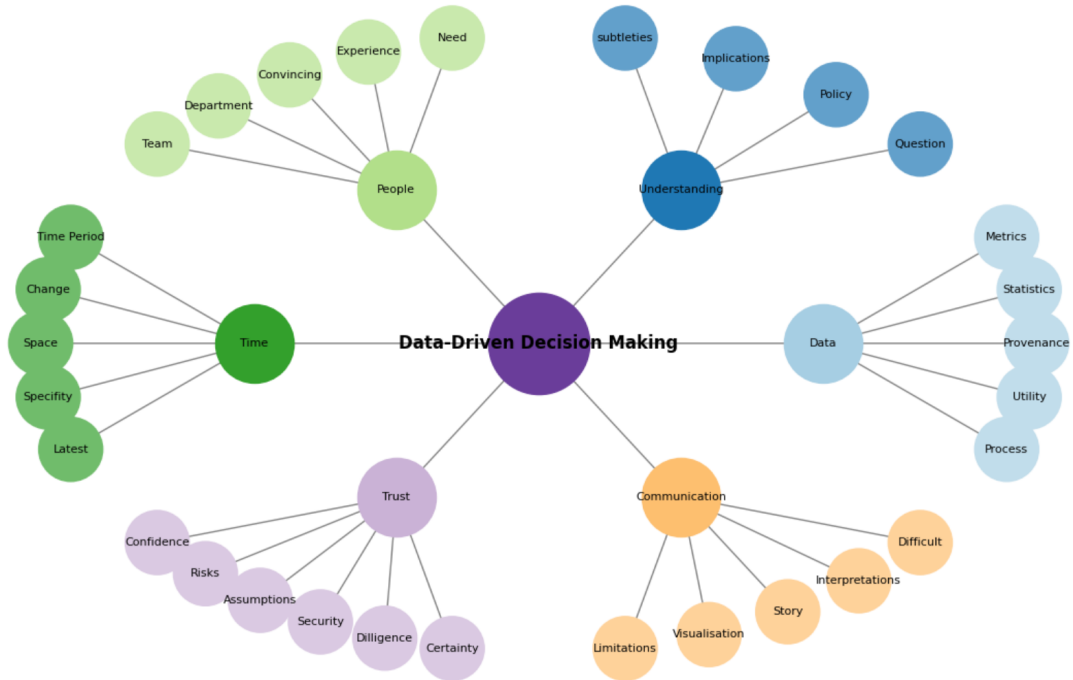 Need
subtleties
Experience
Implications
Convincing
Policy
Department
Team
Question
People
Understanding
Time Period
Metrics
Change
Statistics
Space
Time
Data-Driven Decision Making
Data
Provenance
Specifity
Utility
Latest
Process
Trust
Communication
Confidence
Difficult
Risks
Interpretations
Assumptions
Story
Security
Visualisation
Dilligence
Certainty
Limitations